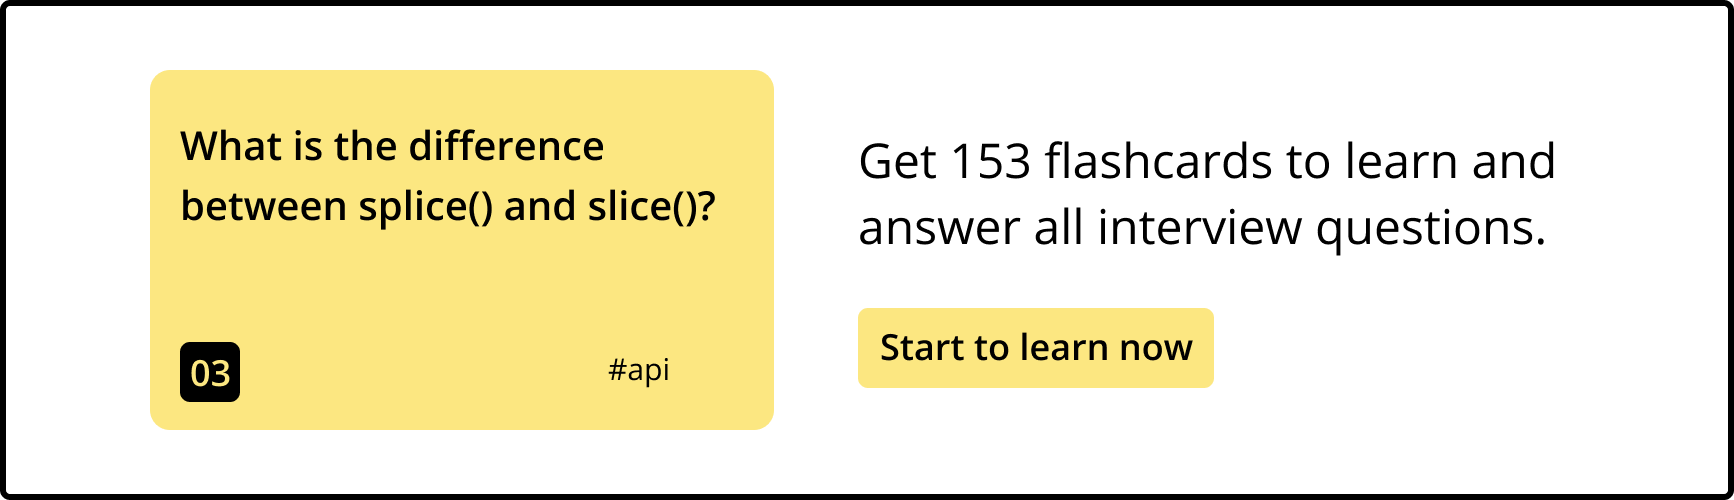 What is the difference
between splice() and slice()?
03
#api
Get 153 flashcards to learn and
answer all interview questions.
Start to learn now